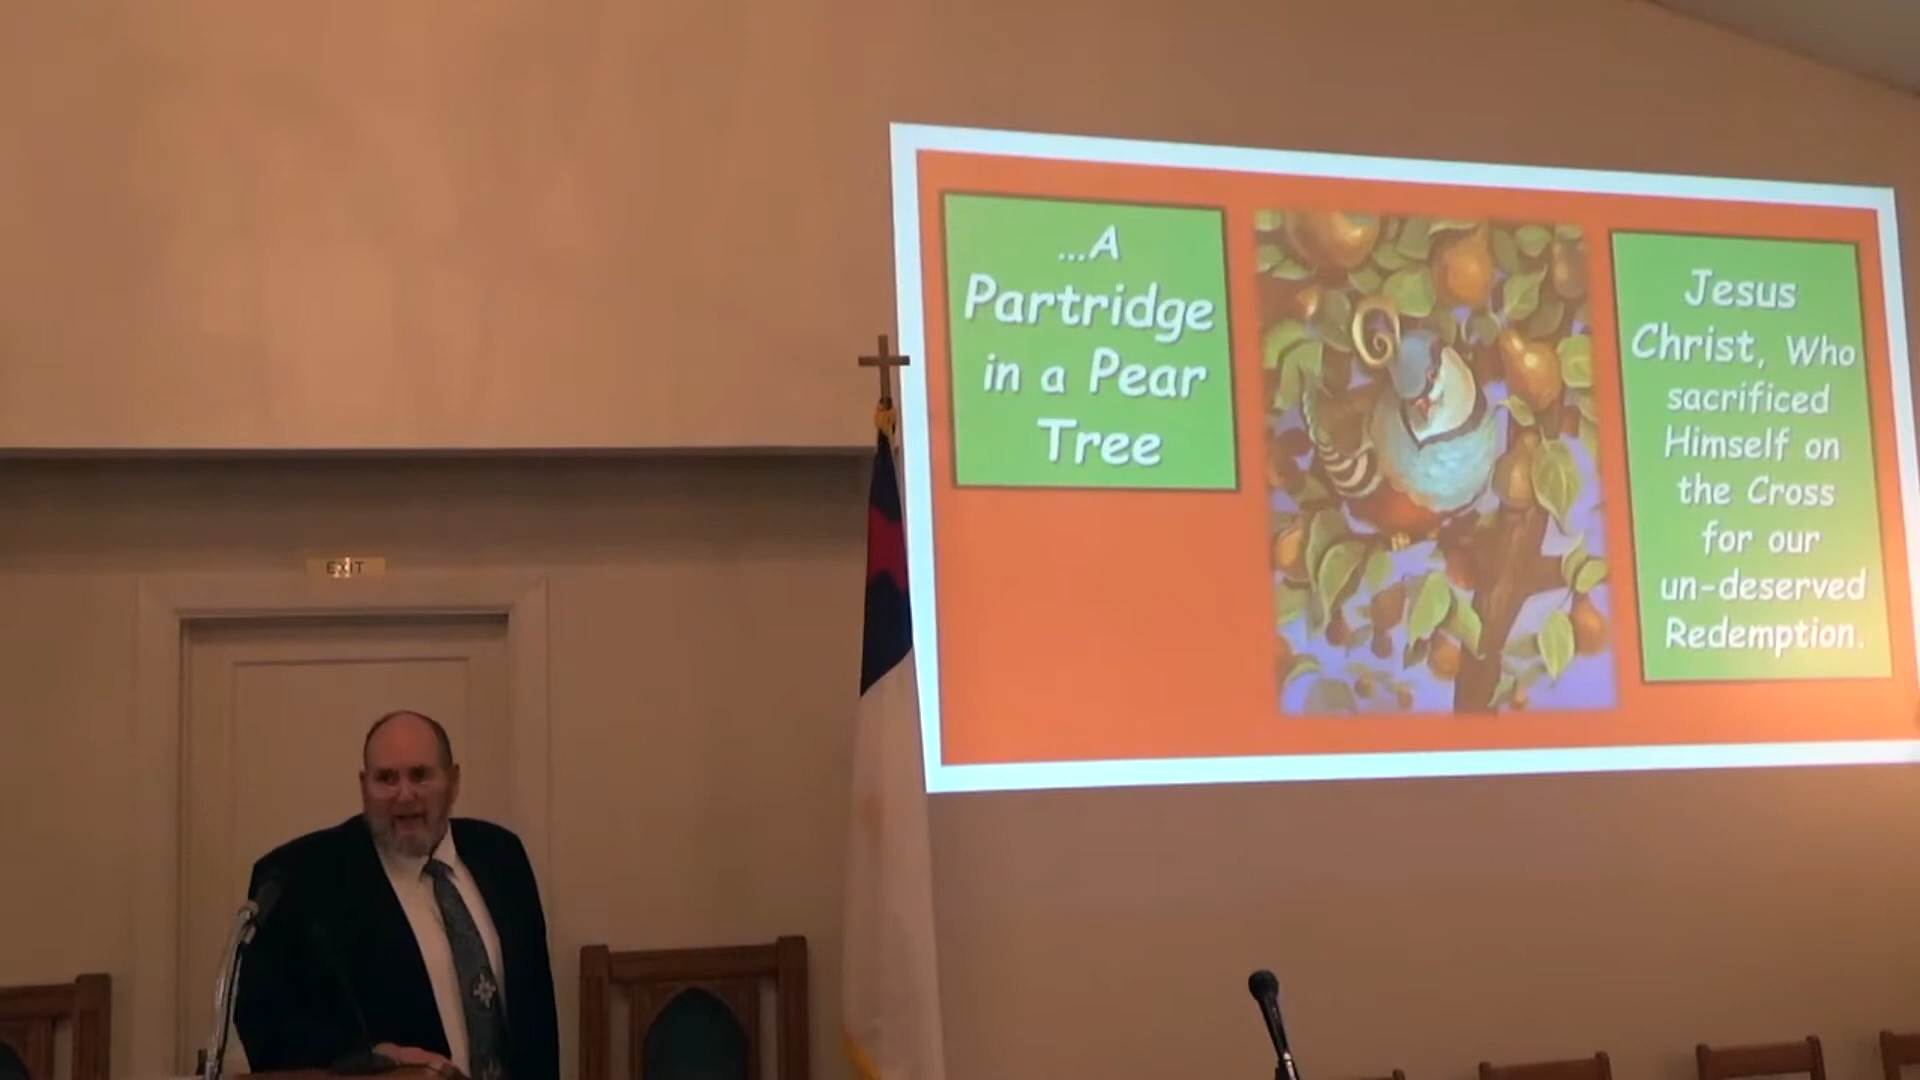 ...A
Partridge
in a Pear
Tree
Jesus
Christ, Who
sacrificed
Himself on
the Cross
for our
un-deserved
Redemption.
EXIT